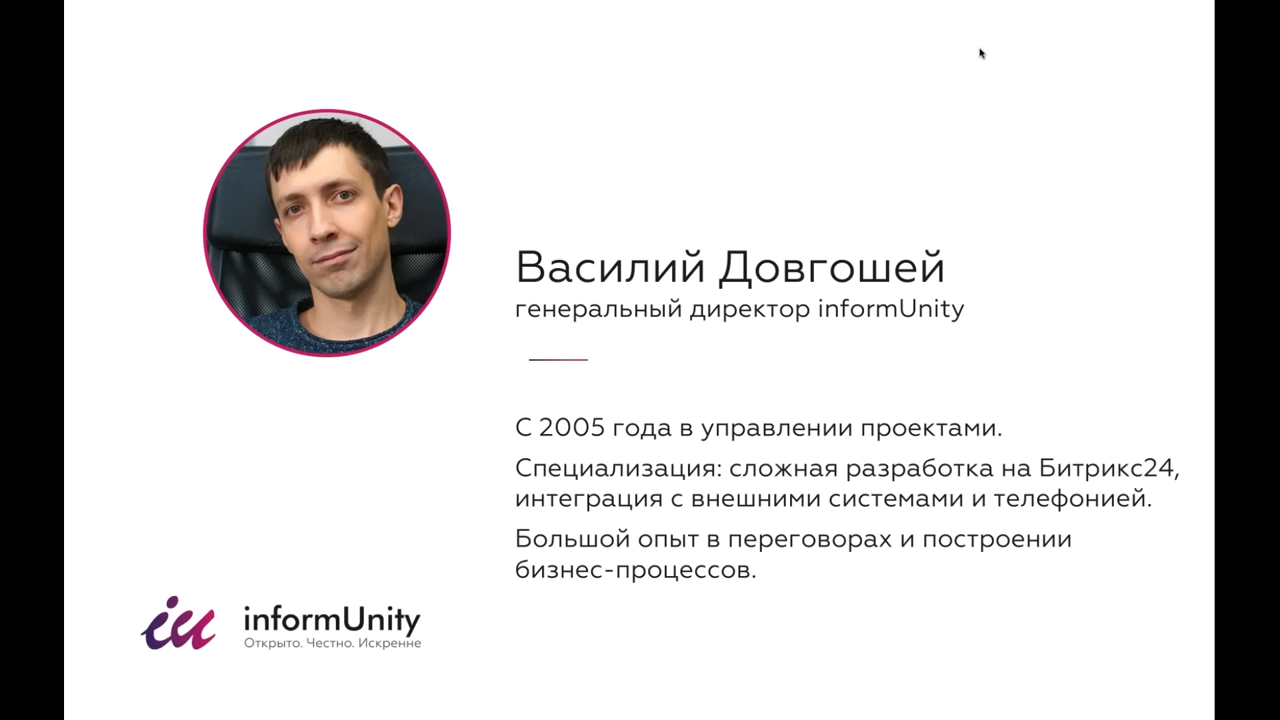 Василий Довгошей
генеральный директор informUnity
С 2005 года в управлении проектами.
Специализация: сложная разработка на Битрикс24,
интеграция с внешними системами и телефонией.
Большой опыт в переговорах и построении
бизнес-процессов.
iu informUnity
Открыто. Честно. Искренне